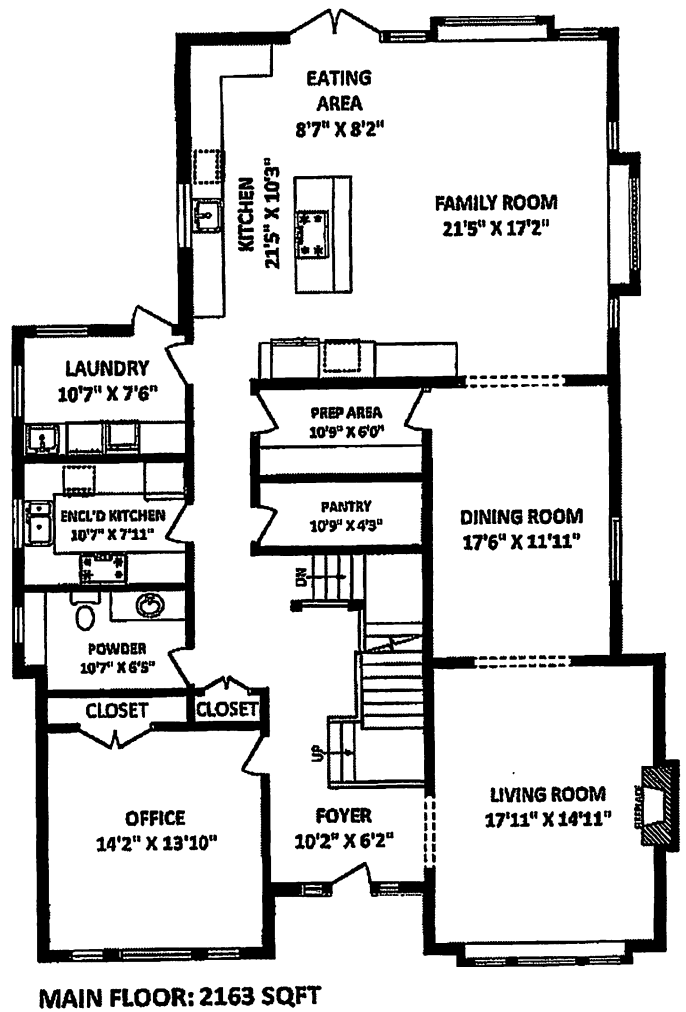 EATING
AREA
8'7" X 8'2"
KITCHEN
21'5" X 10'3"
FAMILY ROOM
21'5" X 17'2"
LAUNDRY
10'7" X 7'6"
PREP AREA
10'9" X 6'0"
ENCL'D KITCHEN
10'7" X 7'11"
PANTRY
10'9" X 4'3"
DINING ROOM
17'6" X 11'11"
DN
POWDER
10'7" X 6'5"
CLOSET
CLOSET
UP
OFFICE
14'2" X 13'10"
FOYER
10'2" X 6'2"
LIVING ROOM
17'11" X 14'11"
FIREPLACE
MAIN FLOOR: 2163 SQFT